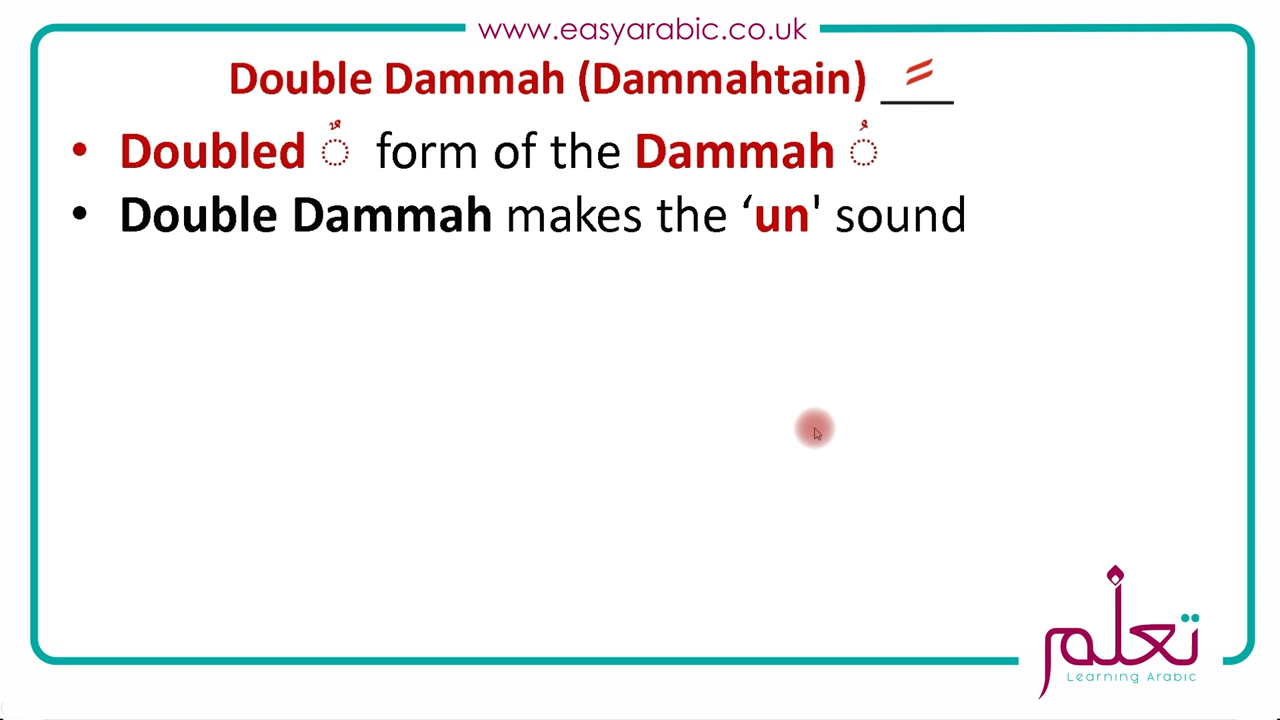 www.easyarabic.co.uk
Double Dammah (Dammahtain) ـًـ
• Doubled ◌ٌ form of the Dammah ◌ُ
• Double Dammah makes the ‘un' sound
تعلم
Learning Arabic